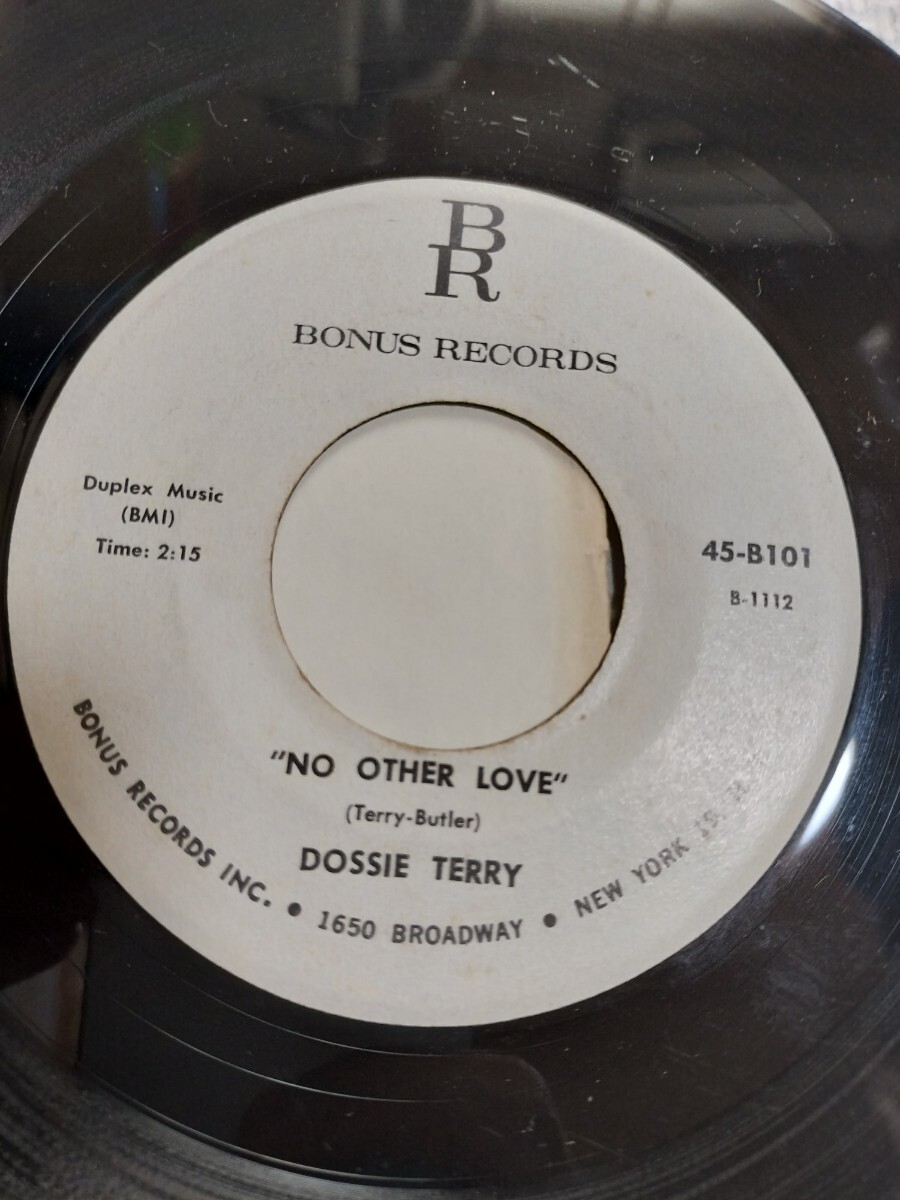 B
R
BONUS RECORDS
Duplex Music
(BMI)
Time: 2:15
45-B101
B-1112
"NO OTHER LOVE"
(Terry-Butler)
DOSSIE TERRY
BONUS RECORDS INC. • 1650 BROADWAY • NEW YORK